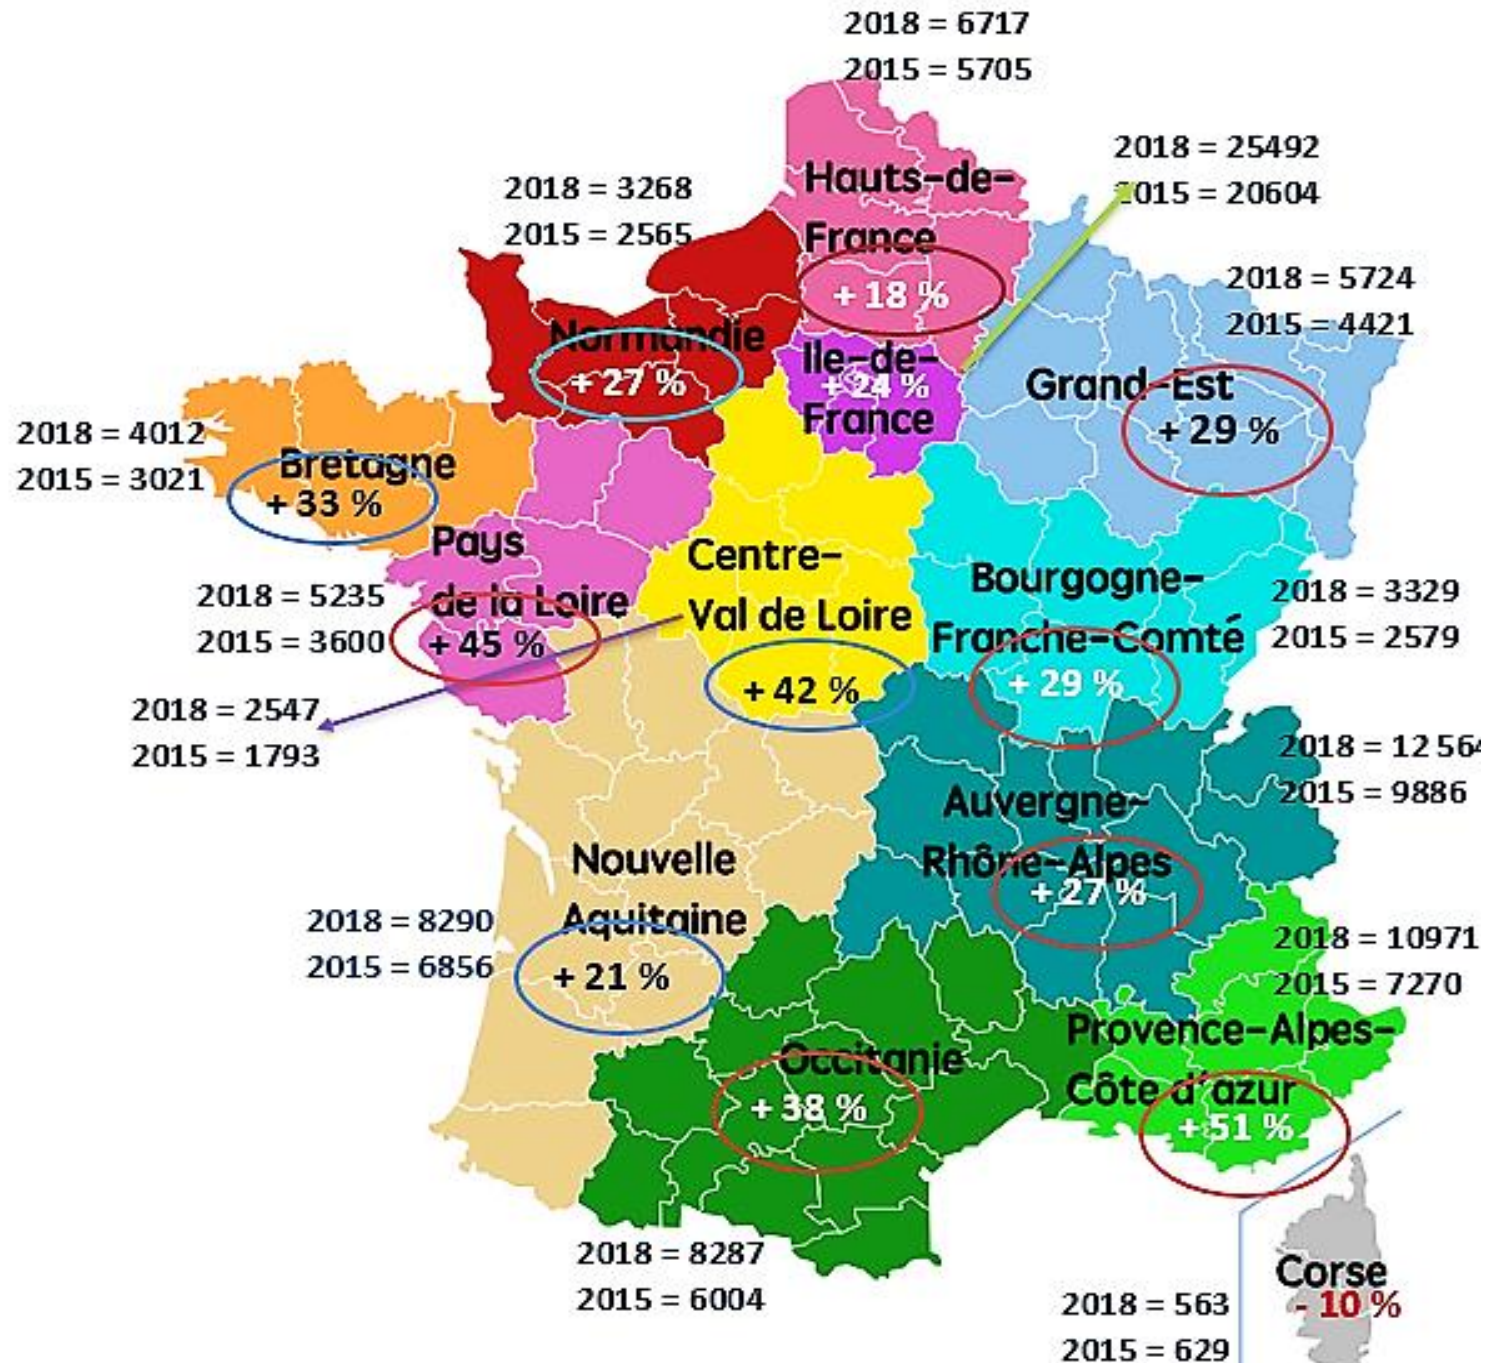 2018 = 6717
2015 = 5705
2018 = 25492
2015 = 20604
2018 = 3268
2015 = 2565
Hauts-de-
France
+ 18 %
2018 = 5724
2015 = 4421
Normandie
+ 27 %
Ile-de-
+ 24 %
France
Grand-Est
+ 29 %
2018 = 4012
2015 = 3021
Bretagne
+ 33 %
Pays
de la Loire
+ 45 %
2018 = 5235
2015 = 3600
Centre-
Val de Loire
+ 42 %
Bourgogne-
Franche-Comté
+ 29 %
2018 = 3329
2015 = 2579
2018 = 2547
2015 = 1793
2018 = 12 564
2015 = 9886
Auvergne-
Rhône-Alpes
+ 27 %
Nouvelle
Aquitaine
+ 21 %
2018 = 8290
2015 = 6856
2018 = 10971
2015 = 7270
Provence-Alpes-
Côte d'azur
+ 51 %
Occitanie
+ 38 %
2018 = 8287
2015 = 6004
Corse
- 10 %
2018 = 563
2015 = 629